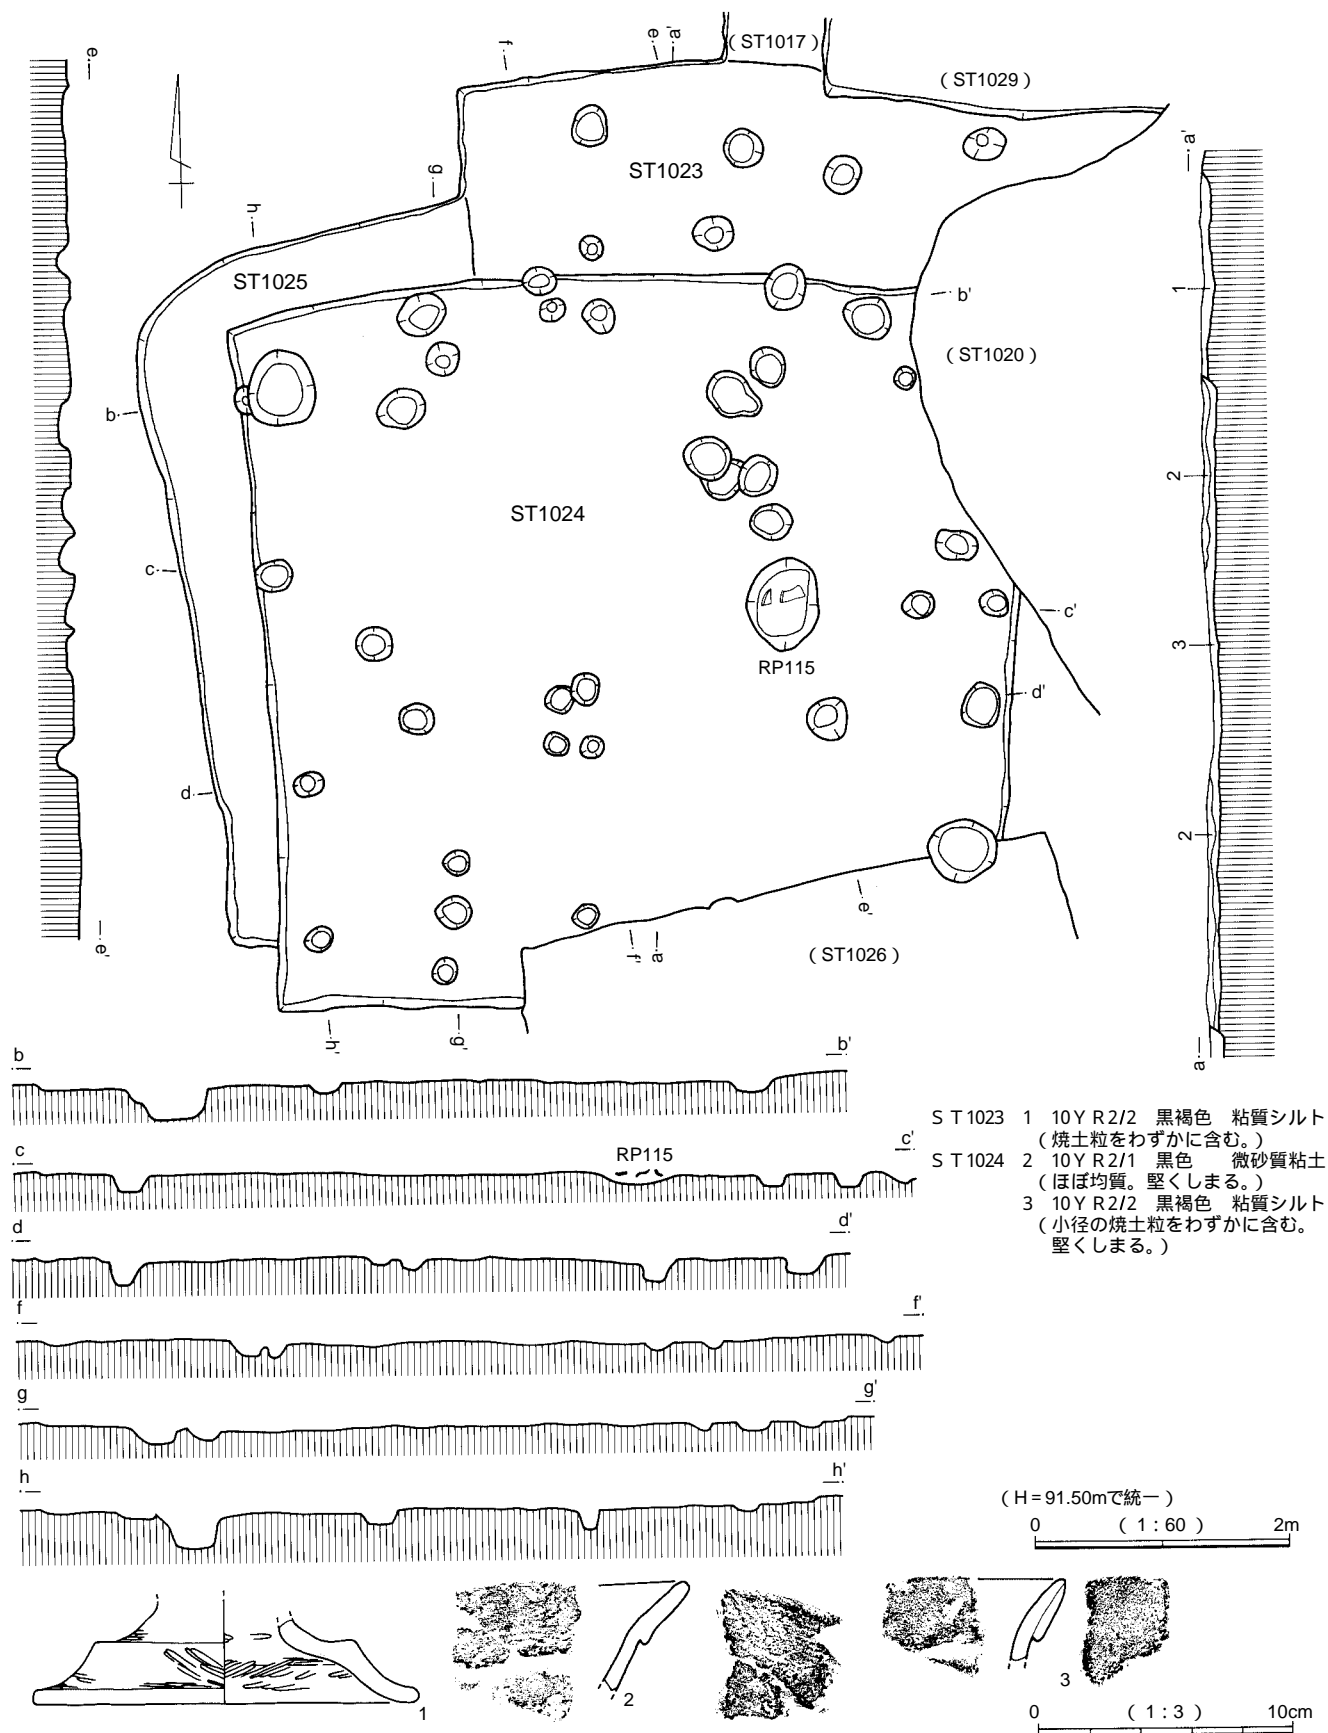 e
f
e
a'
(ST1017)
(ST1029)
a'
ST1023
g
h
ST1025
b'
1
(ST1020)
b
2
ST1024
c
c'
3
RP115
d'
d
2
e'
e'
f'
a
(ST1026)
h'
g'
a
b
b'
c
RP115
c'
d
d'
f
f'
g
g'
h
h'
ST1023 1 10YR2/2 黒褐色 粘質シルト
(焼土粒をわずかに含む。)
ST1024 2 10YR2/1 黒色 微砂質粘土
(ほぼ均質。堅くしまる。)
3 10YR2/2 黒褐色 粘質シルト
(小径の焼土粒をわずかに含む。
堅くしまる。)
(H=91.50mで統一)
0 (1:60) 2m
1
2
3
0 (1:3) 10cm